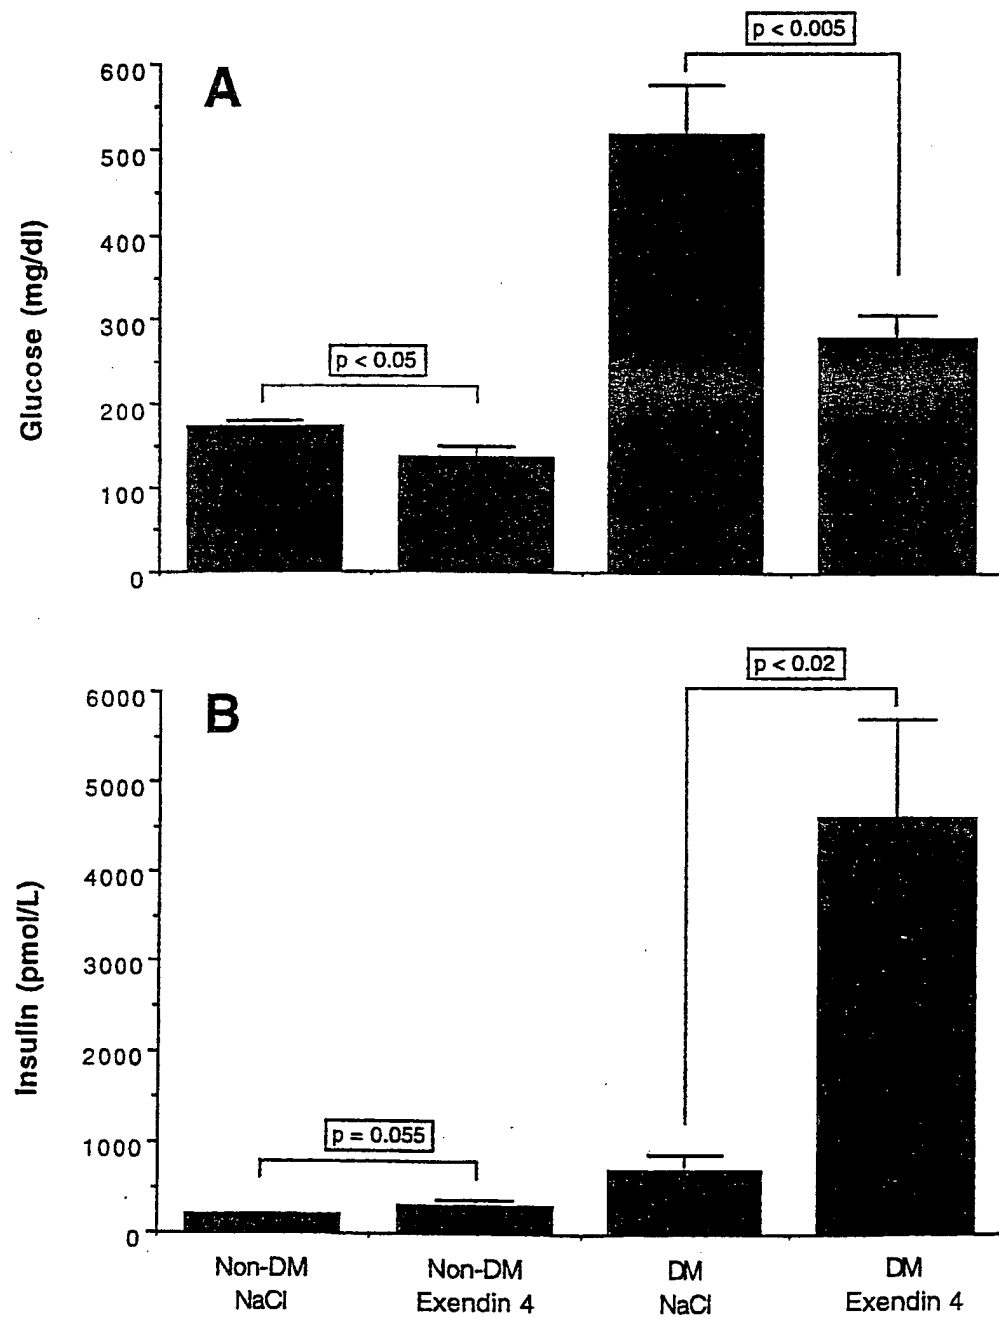 p < 0.005
A
600
500
400
300
200
100
0
Glucose (mg/dl)
p < 0.05
p < 0.02
B
6000
5000
4000
3000
2000
1000
0
Insulin (pmol/L)
p = 0.055
Non-DM
NaCl
Non-DM
Exendin 4
DM
NaCl
DM
Exendin 4